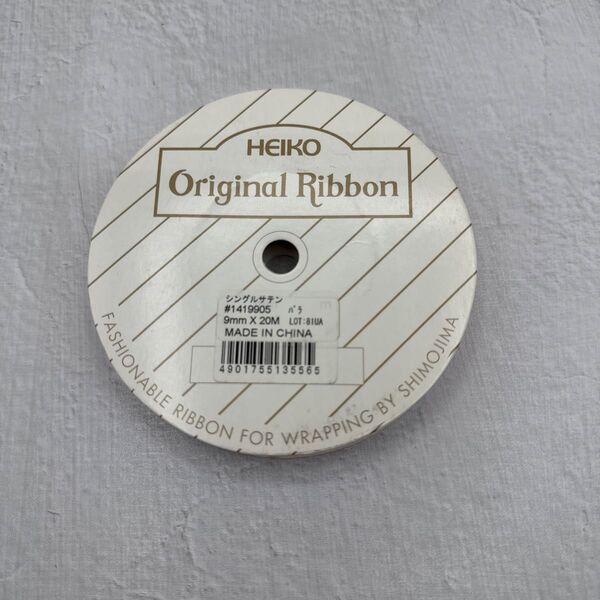 HEIKO
Original Ribbon
シングルサテン
#1419905 バラ
9mm X 20M LOT:81UA
MADE IN CHINA
4901755135565
FASHIONABLE RIBBON FOR WRAPPING BY SHIMOJIMA